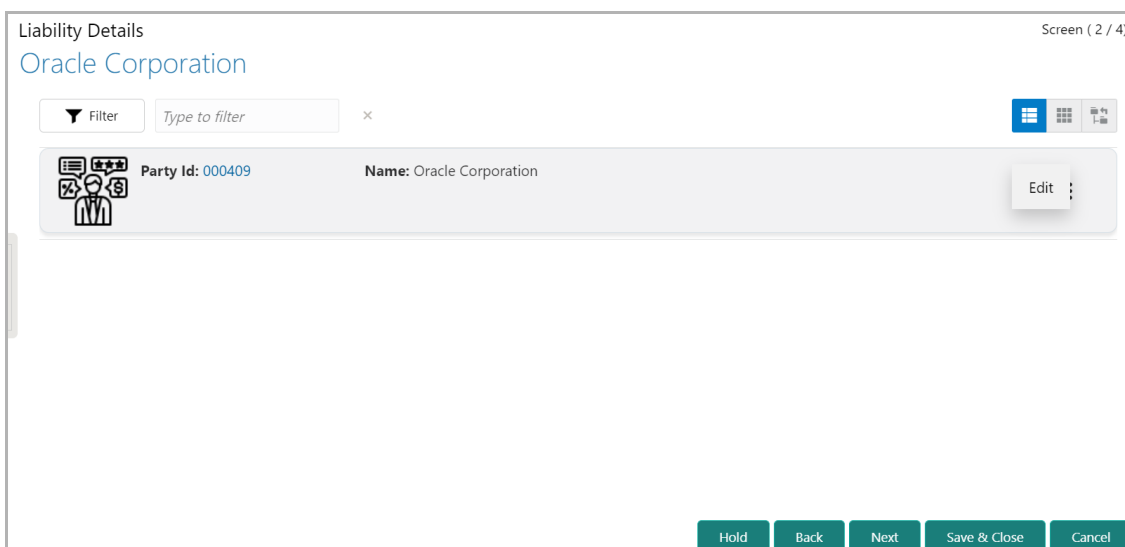 Liability Details
Screen ( 2 / 4)
Oracle Corporation
Filter
Type to filter
Party Id: 000409
Name: Oracle Corporation
Edit
Hold
Back
Next
Save & Close
Cancel